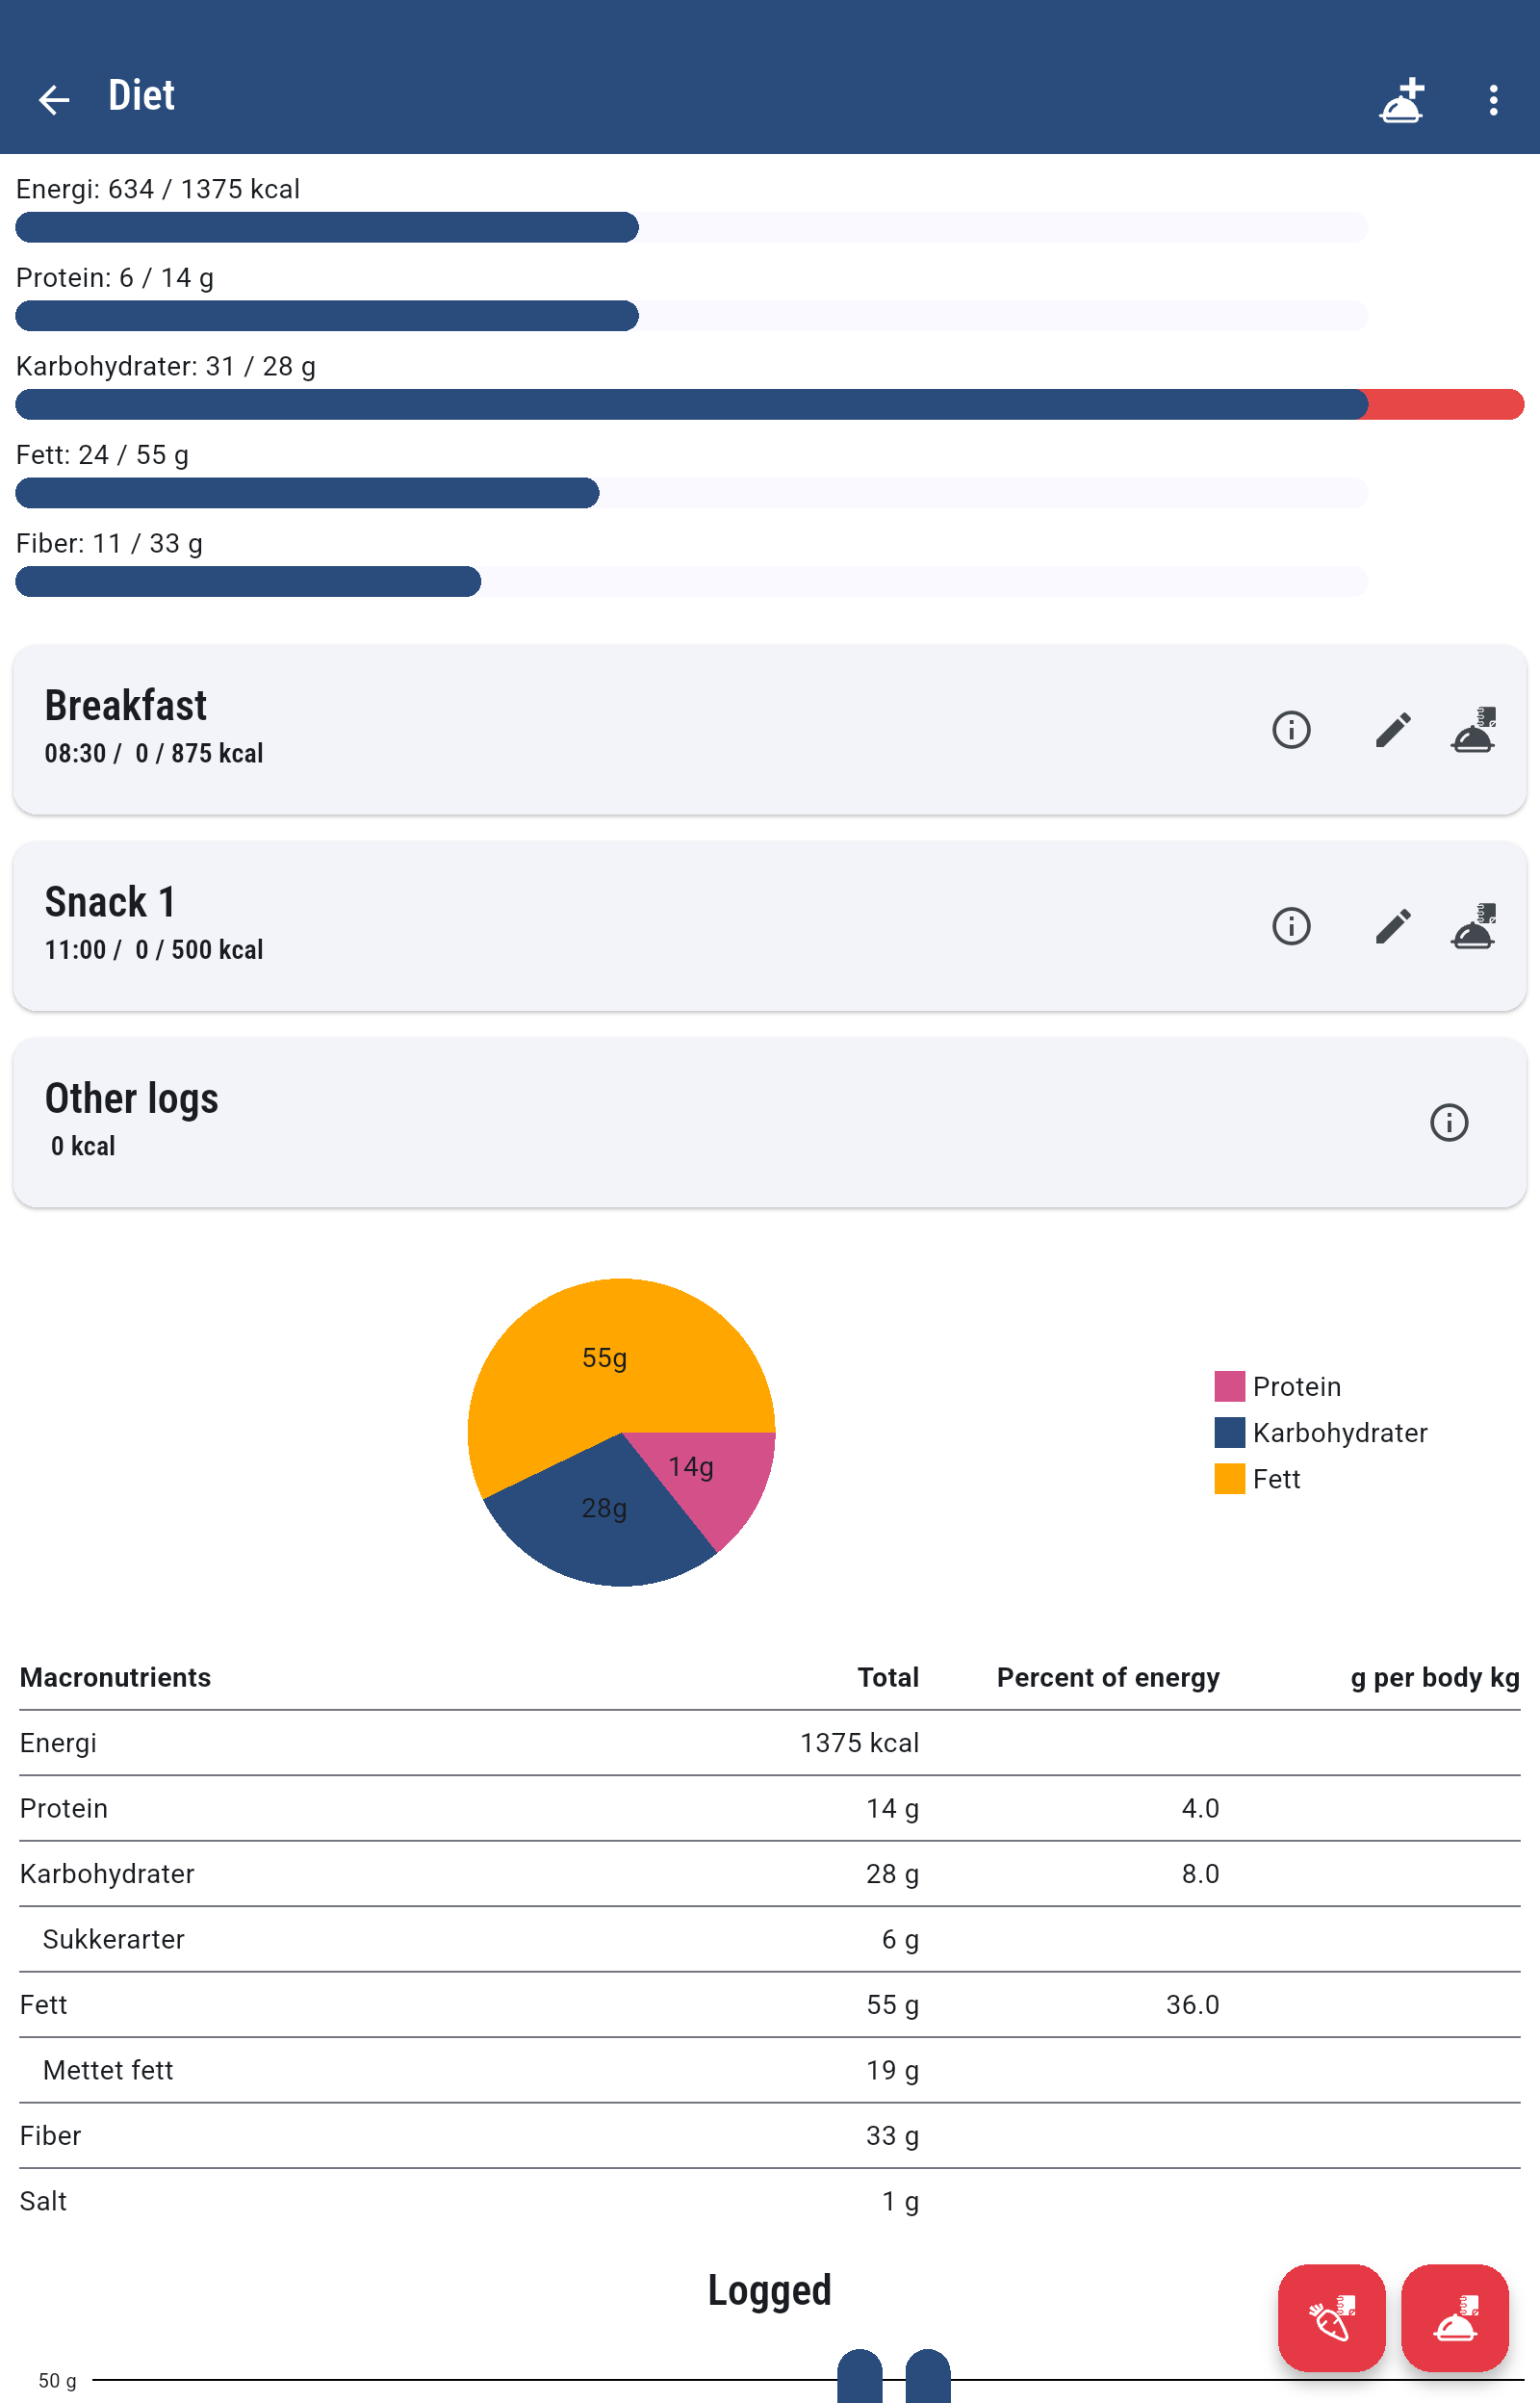 Diet
Energi: 634 / 1375 kcal
Protein: 6 / 14 g
Karbohydrater: 31 / 28 g
Fett: 24 / 55 g
Fiber: 11 / 33 g
Breakfast
08:30 / 0 / 875 kcal
Snack 1
11:00 / 0 / 500 kcal
Other logs
0 kcal
55g
14g
28g
Protein
Karbohydrater
Fett
Macronutrients Total Percent of energy g per body kg
Energi 1375 kcal
Protein 14 g 4.0
Karbohydrater 28 g 8.0
Sukkerarter 6 g
Fett 55 g 36.0
Mettet fett 19 g
Fiber 33 g
Salt 1 g
Logged
50 g